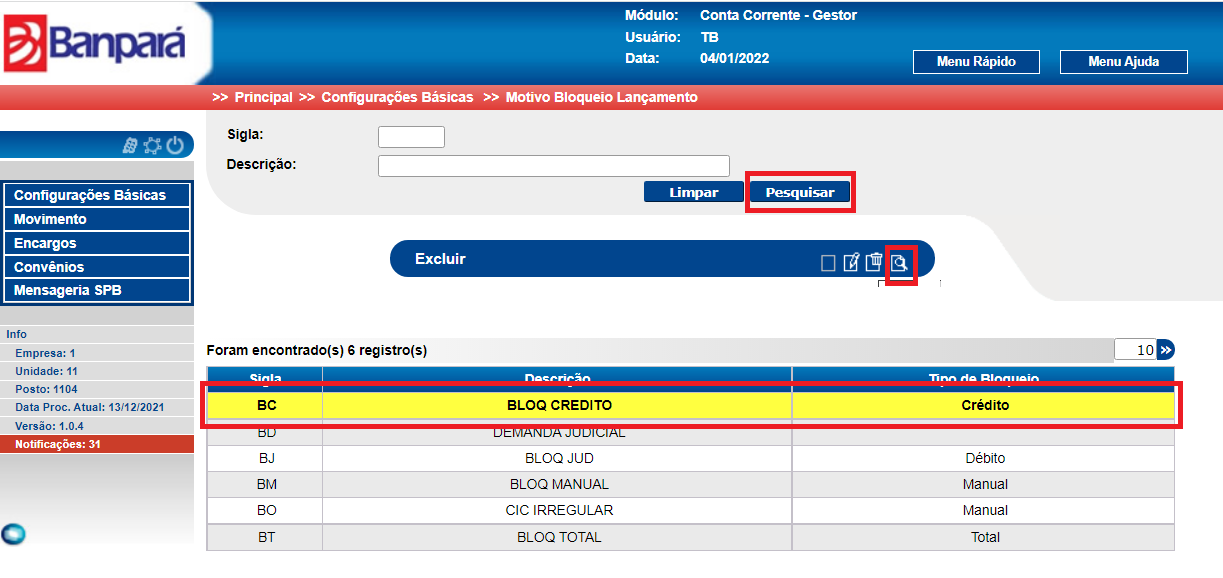 Banpará
Módulo: Conta Corrente - Gestor
Usuário: TB
Data: 04/01/2022
Menu Rápido Menu Ajuda
>> Principal >> Configurações Básicas >> Motivo Bloqueio Lançamento
Sigla:
Descrição:
Limpar Pesquisar
Configurações Básicas
Movimento
Encargos
Convênios
Mensageria SPB
Excluir
Info
Empresa: 1
Unidade: 11
Posto: 1104
Data Proc. Atual: 13/12/2021
Versão: 1.0.4
Notificações: 31
Foram encontrado(s) 6 registro(s) 10
Sigla Descrição Tipo de Bloqueio
BC BLOQ CREDITO Crédito
BD DEMANDA JUDICIAL
BJ BLOQ JUD Débito
BM BLOQ MANUAL Manual
BO CIC IRREGULAR Manual
BT BLOQ TOTAL Total